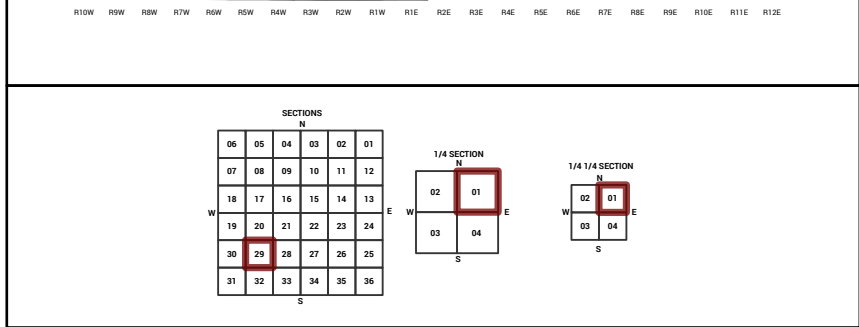 R10W R9W R8W R7W R6W R5W R4W R3W R2W R1W R1E R2E R3E R4E R5E R6E R7E R8E R9E R10E R11E R12E
SECTIONS
N
06 05 04 03 02 01
07 08 09 10 11 12
18 17 16 15 14 13
W E
19 20 21 22 23 24
30 29 28 27 26 25
31 32 33 34 35 36
S
1/4 SECTION
N
02 01
W E
03 04
S
1/4 1/4 SECTION
N
02 01
W E
03 04
S